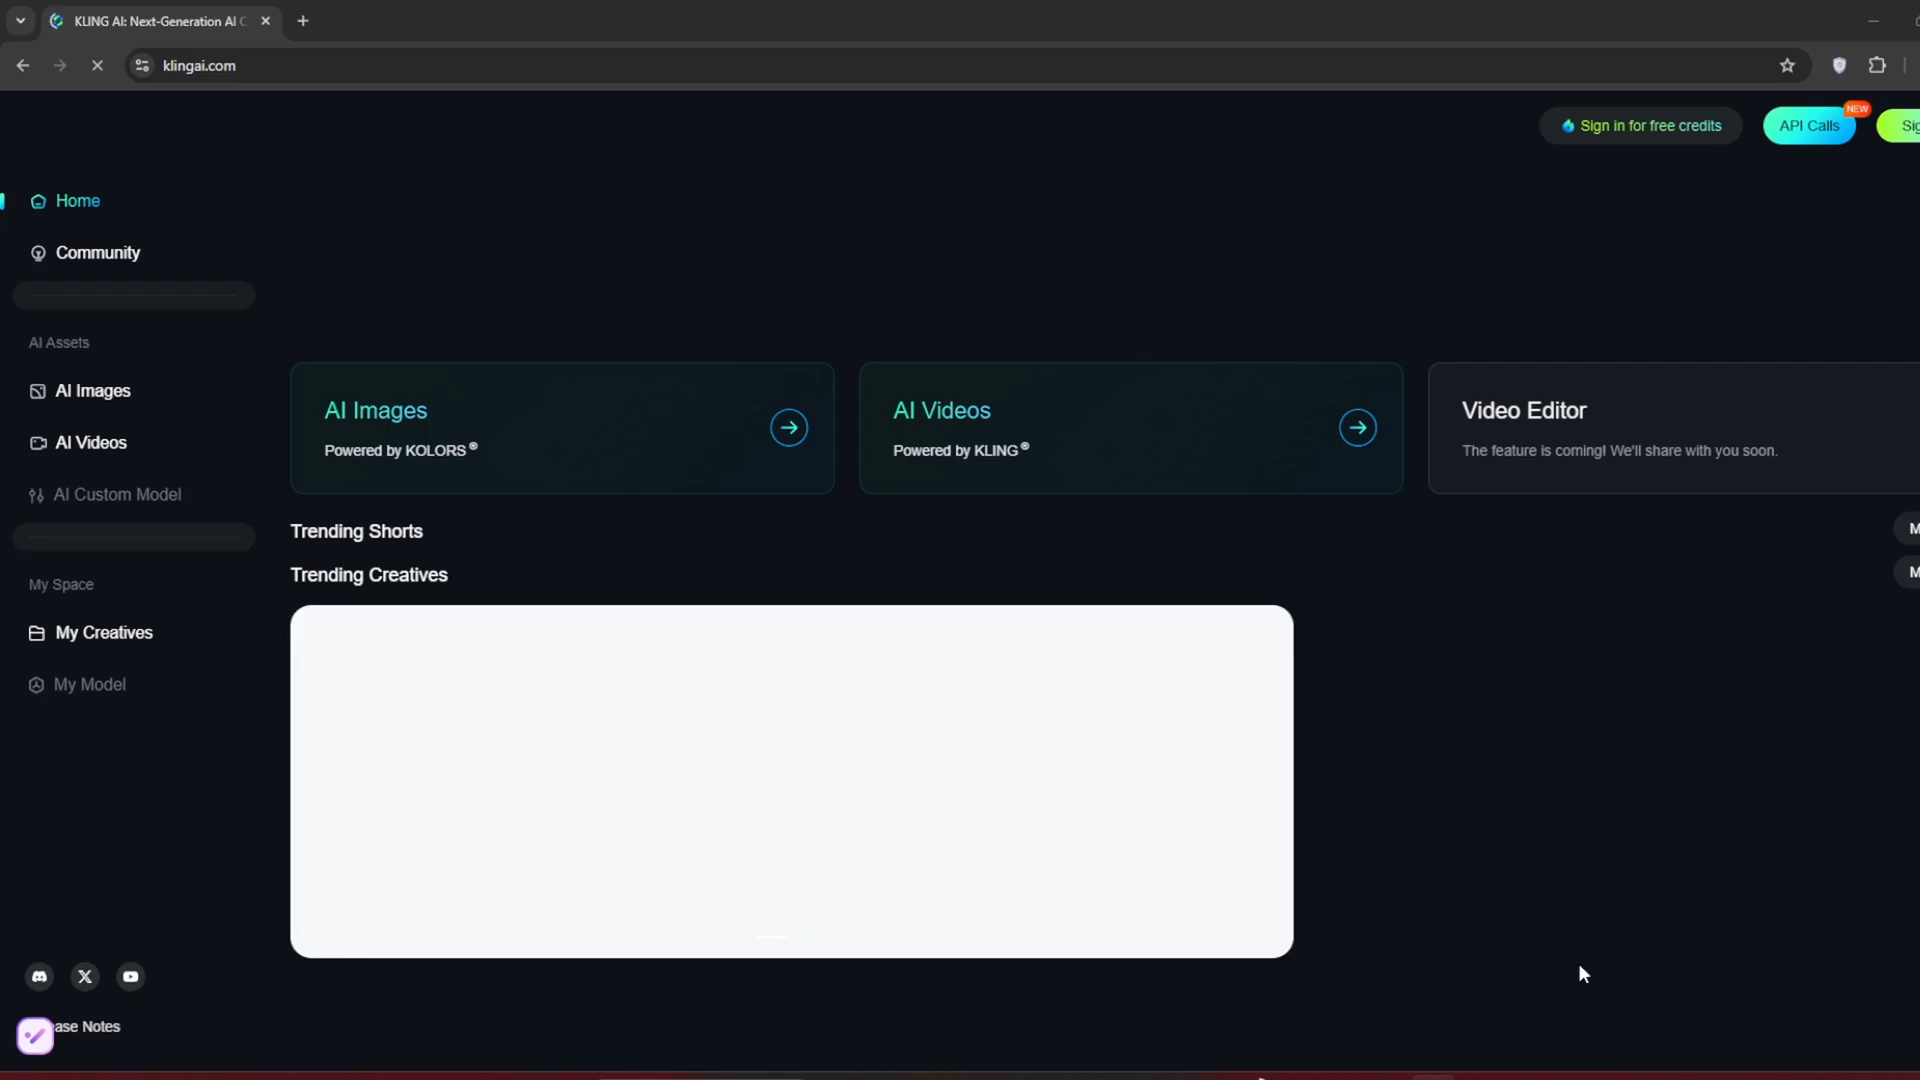 KLING AI: Next-Generation AI C
klingai.com
Sign in for free credits
API Calls
NEW
Sig
Home
Community
AI Assets
AI Images
AI Videos
AI Custom Model
My Space
My Creatives
My Model
AI Images
Powered by KOLORS®
AI Videos
Powered by KLING®
Video Editor
The feature is coming! We'll share with you soon.
Trending Shorts
M
Trending Creatives
M
ase Notes